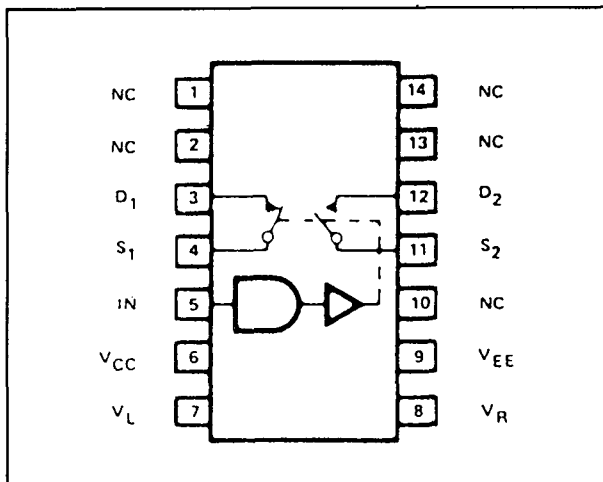 NC 1 14 NC
NC 2 13 NC
D1 3 12 D2
S1 4 11 S2
IN 5 10 NC
VCC 6 9 VEE
VL 7 8 VR